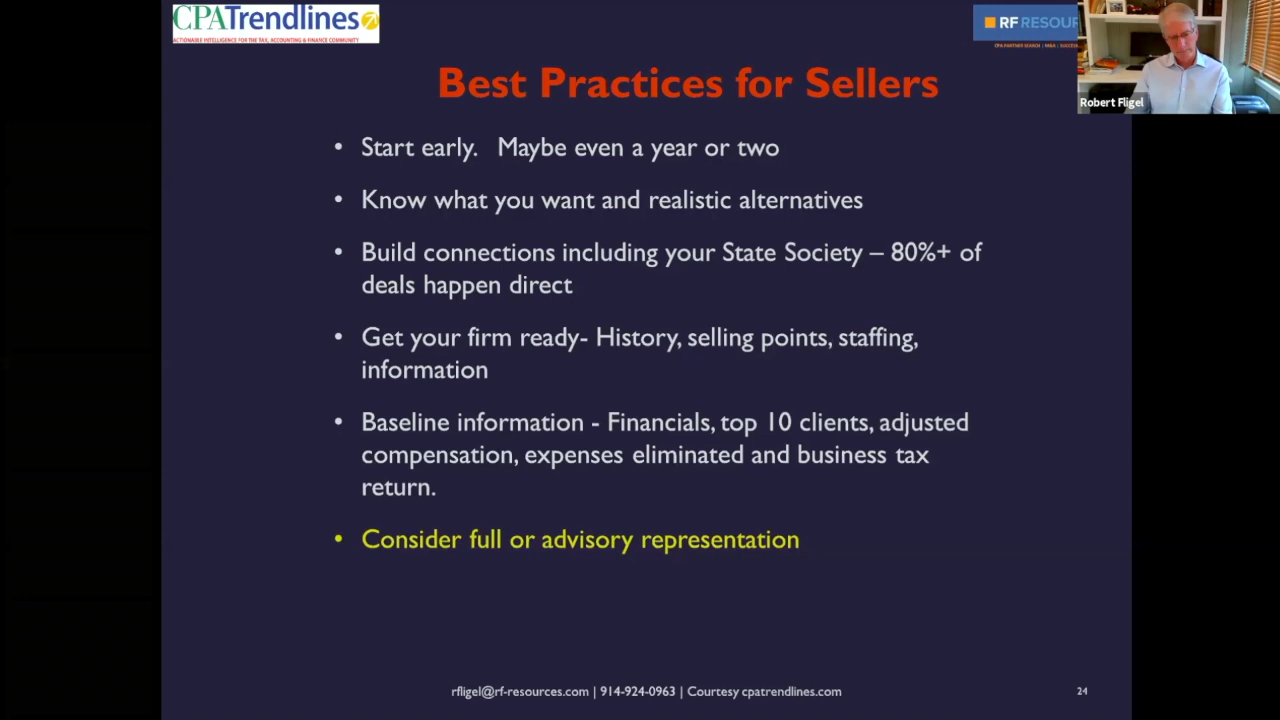 CPATrendlines
ACTIONABLE INTELLIGENCE FOR THE TAX, ACCOUNTING & FINANCE COMMUNITY
RF RESOUR
CPA PARTNER SEARCH | M&A | SUCCES
Robert Fligel
Best Practices for Sellers
• Start early. Maybe even a year or two
• Know what you want and realistic alternatives
• Build connections including your State Society – 80%+ of
deals happen direct
• Get your firm ready- History, selling points, staffing,
information
• Baseline information - Financials, top 10 clients, adjusted
compensation, expenses eliminated and business tax
return.
• Consider full or advisory representation
rfligel@rf-resources.com | 914-924-0963 | Courtesy cpatrendlines.com
24